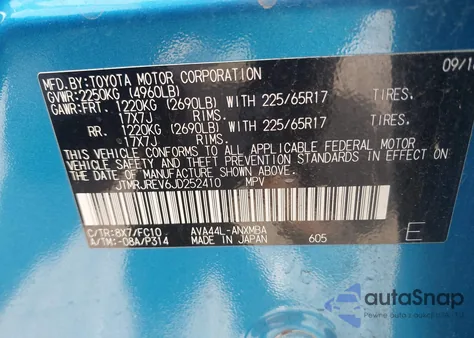 MFD.BY:TOYOTA MOTOR CORPORATION 09/18
GVWR:2250KG (4960LB)
GAWR:FRT. 1220KG (2690LB) WITH 225/65R17 TIRES.
17X7J RIMS.
RR. 1220KG (2690LB) WITH 225/65R17 TIRES.
17X7J RIMS.
THIS VEHICLE CONFORMS TO ALL APPLICABLE FEDERAL MOTOR
VEHICLE SAFETY AND BUMPER STANDARDS IN EFFECT ON
THE DATE OF MANUFACTURE SHOWN ABOVE.
JTMRJREV6JD252410 MPV
C/TR:8X7/FC10 AVA44L-ANXMBA
A/TM:-08A/P314 MADE IN JAPAN 605 E
autoSnap